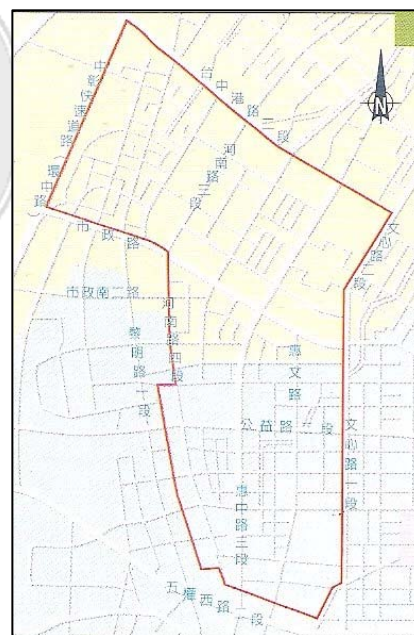 台中港路二段
中彰快速道路
河南路三段
環中路
文心路二段
市政路
市政南二路
河南路四段
黎明路二段
惠文路
公益路二段
文心路一段
惠中路三段
五權西路二段
N